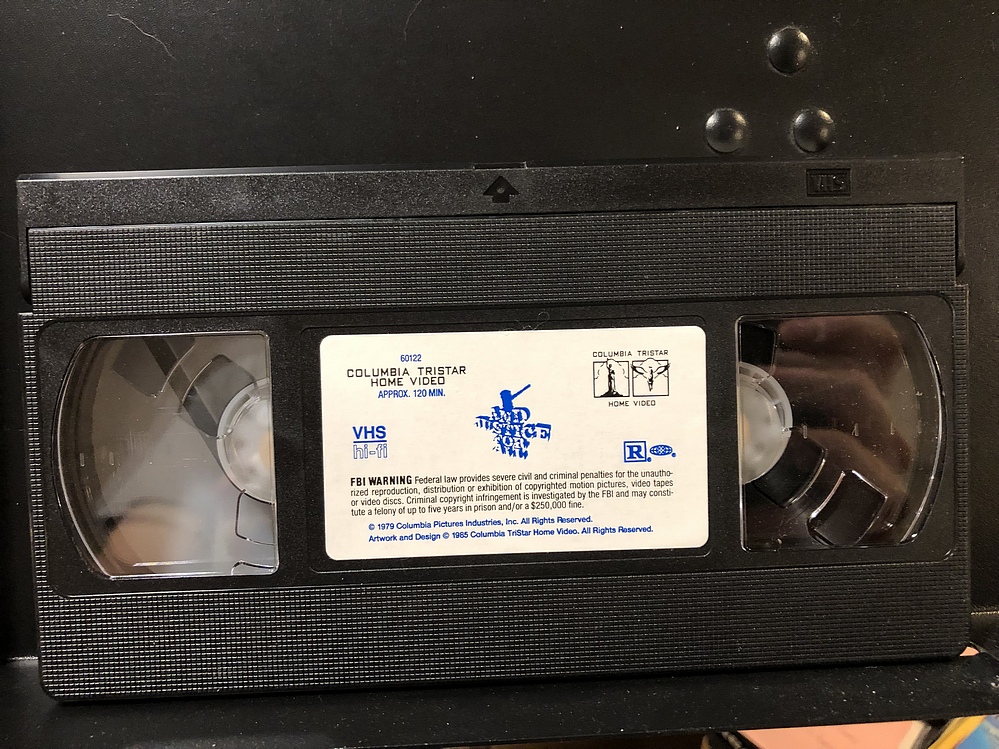 VHS
60122
COLUMBIA TRISTAR
HOME VIDEO
APPROX. 120 MIN.
COLUMBIA TRISTAR
HOME VIDEO
AND
JUSTICE
FOR
ALL
VHS
hi-fi
R
FBI WARNING Federal law provides severe civil and criminal penalties for the unautho-
rized reproduction, distribution or exhibition of copyrighted motion pictures, video tapes
or video discs. Criminal copyright infringement is investigated by the FBI and may consti-
tute a felony of up to five years in prison and/or a $250,000 fine.
© 1979 Columbia Pictures Industries, Inc. All Rights Reserved.
Artwork and Design © 1985 Columbia TriStar Home Video. All Rights Reserved.